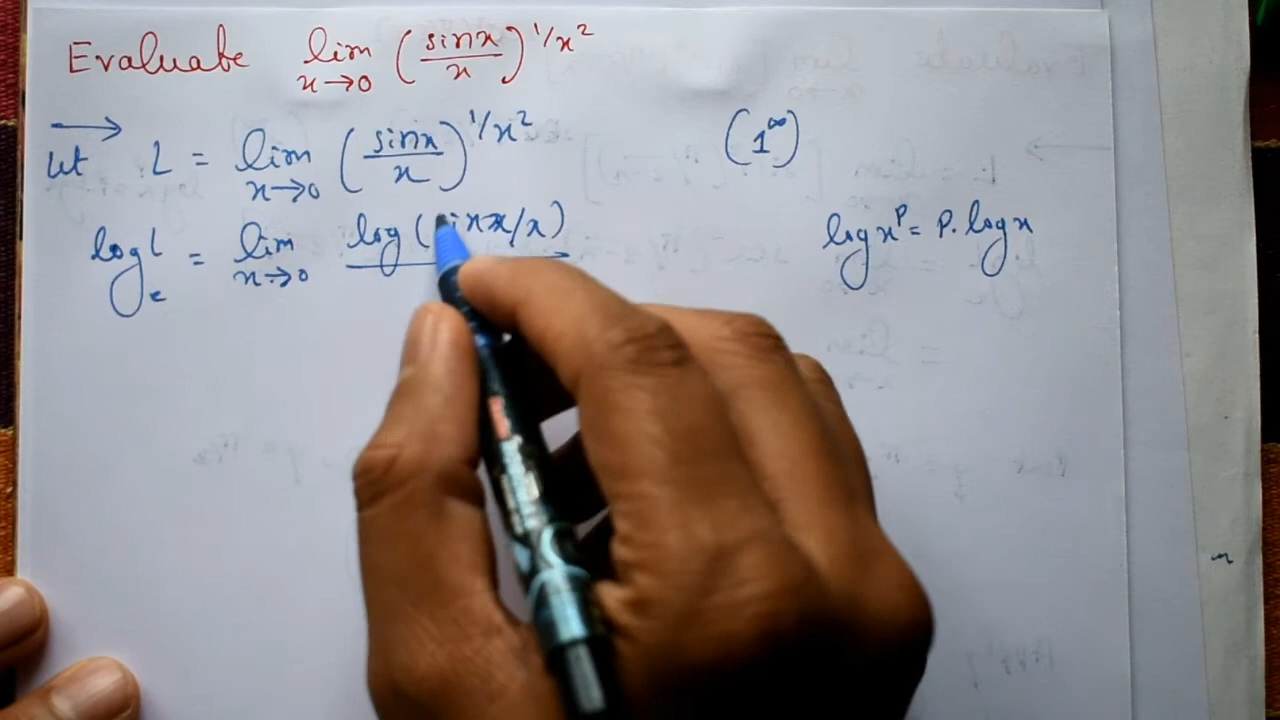 Evaluate lim x→0 (sinx/x)^1/x²
Let L = lim x→0 (sinx/x)^1/x² (1^∞)
log_e L = lim x→0 log(sinx/x)
log x^p = p. log x